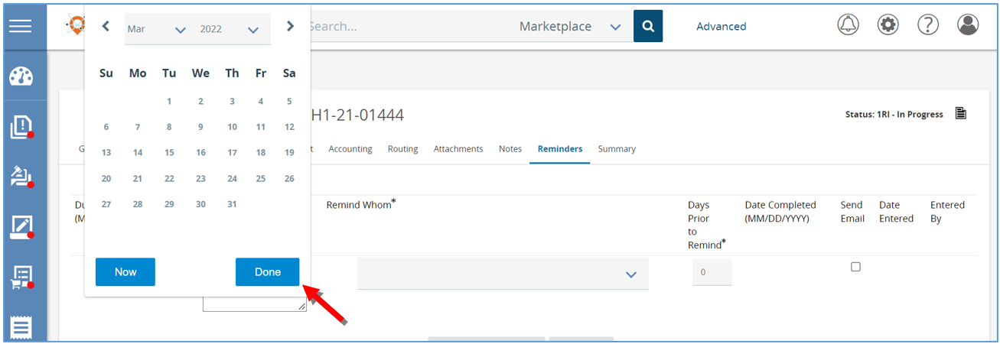 Mar 2022
Search... Marketplace Advanced
Su Mo Tu We Th Fr Sa
1 2 3 4 5
6 7 8 9 10 11 12
13 14 15 16 17 18 19
20 21 22 23 24 25 26
27 28 29 30 31
Now Done
H1-21-01444
Status: 1RI - In Progress
Accounting Routing Attachments Notes Reminders Summary
Remind Whom*
Days
Prior
to
Remind*
Date Completed
(MM/DD/YYYY)
Send
Email
Date
Entered
Entered
By
0